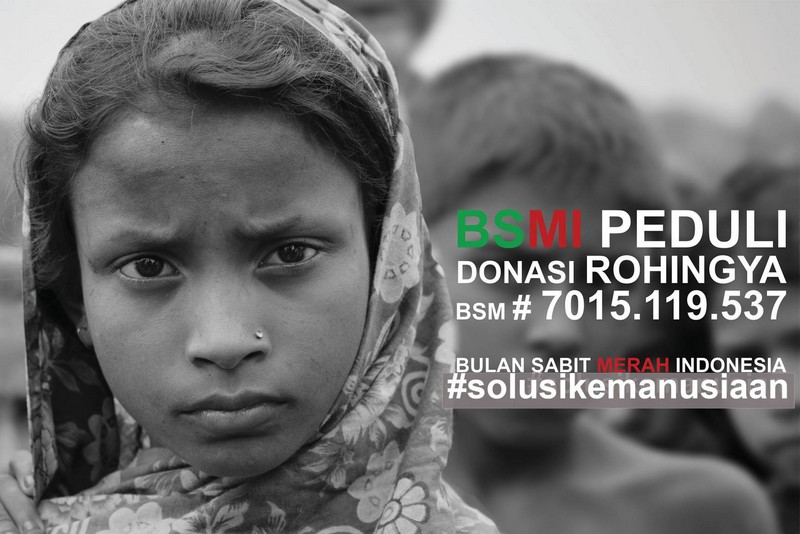 BSMI PEDULI
DONASI ROHINGYA
BSM # 7015.119.537
BULAN SABIT MERAH INDONESIA
#solusikemanusiaan